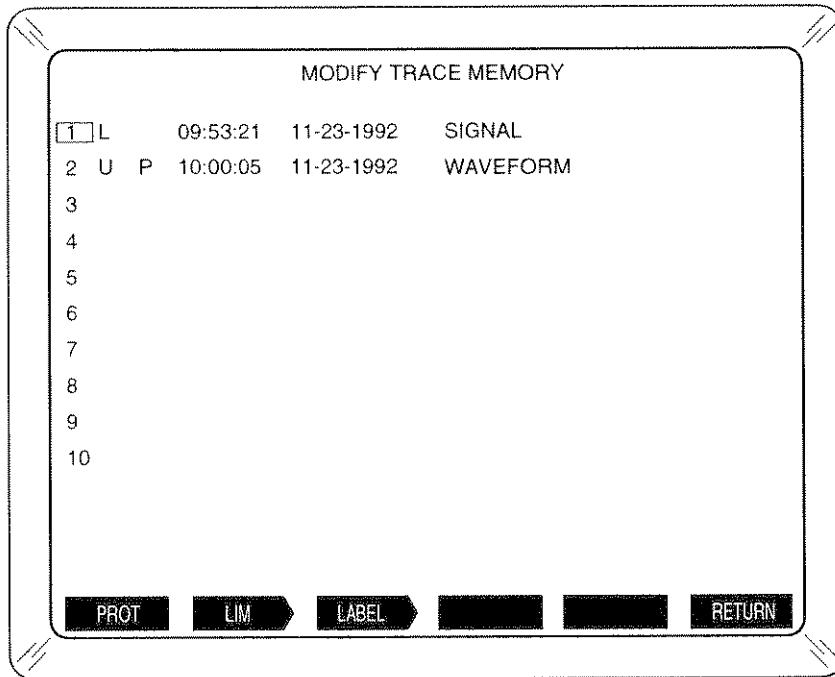 MODIFY TRACE MEMORY
1 L 09:53:21 11-23-1992 SIGNAL
2 U P 10:00:05 11-23-1992 WAVEFORM
3
4
5
6
7
8
9
10
PROT LIM LABEL RETURN